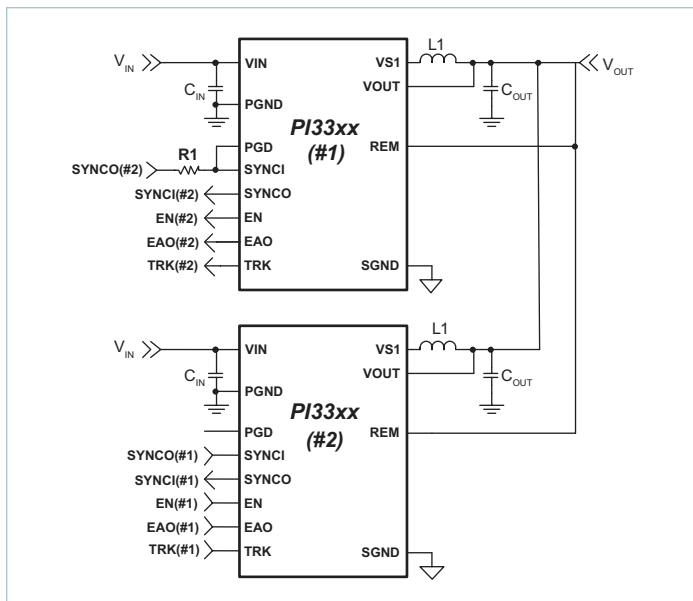 L1
V_IN
VIN
VS1
V_OUT
VOUT
C_IN
C_OUT
PGND
PI33xx
(#1)
PGD
REM
R1
SYNCO(#2)
SYNCI
SYNCI(#2)
SYNCO
EN(#2)
EN
EAO(#2)
EAO
TRK(#2)
TRK
SGND
L1
V_IN
VIN
VS1
VOUT
C_IN
C_OUT
PGND
PI33xx
(#2)
PGD
REM
SYNCO(#1)
SYNCI
SYNCI(#1)
SYNCO
EN(#1)
EN
EAO(#1)
EAO
TRK(#1)
TRK
SGND